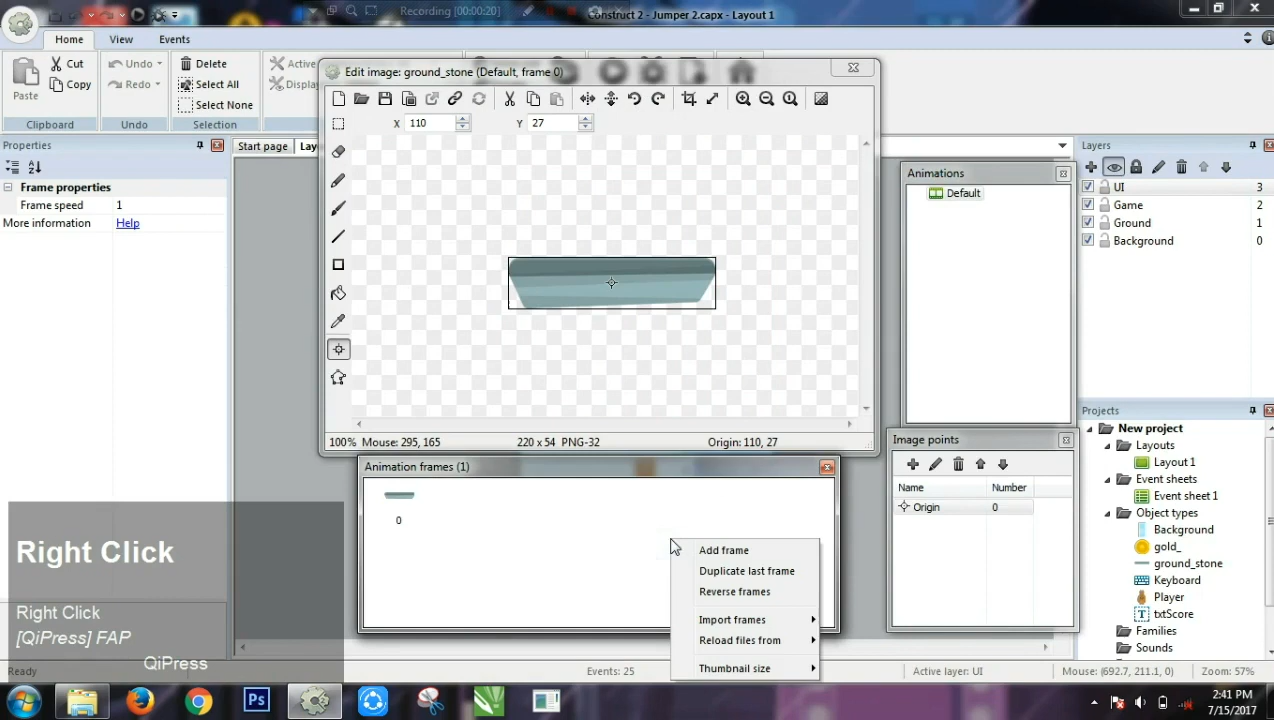 Recording [00:00:20]
Construct 2 - Jumper 2.capx - Layout 1
Home View Events
Paste
Cut
Copy
Clipboard
Undo
Redo
Undo
Delete
Select All
Select None
Selection
Active
Display
Properties
Frame properties
Frame speed 1
More information Help
Start page Lay
Edit image: ground_stone (Default, frame 0)
X 110 Y 27
100% Mouse: 295, 165 220 x 54 PNG-32 Origin: 110, 27
Animation frames (1)
0
Add frame
Duplicate last frame
Reverse frames
Import frames
Reload files from
Thumbnail size
Animations
Default
Image points
Name Number
Origin 0
Layers
UI 3
Game 2
Ground 1
Background 0
Projects
New project
Layouts
Layout 1
Event sheets
Event sheet 1
Object types
Background
gold_
ground_stone
Keyboard
Player
txtScore
Families
Sounds
Right Click
Right Click
[QiPress] FAP
QiPress
Ready Events: 25 Active layer: UI Mouse: (692.7, 211.1, 0) Zoom: 57%
Ps
2:41 PM
7/15/2017